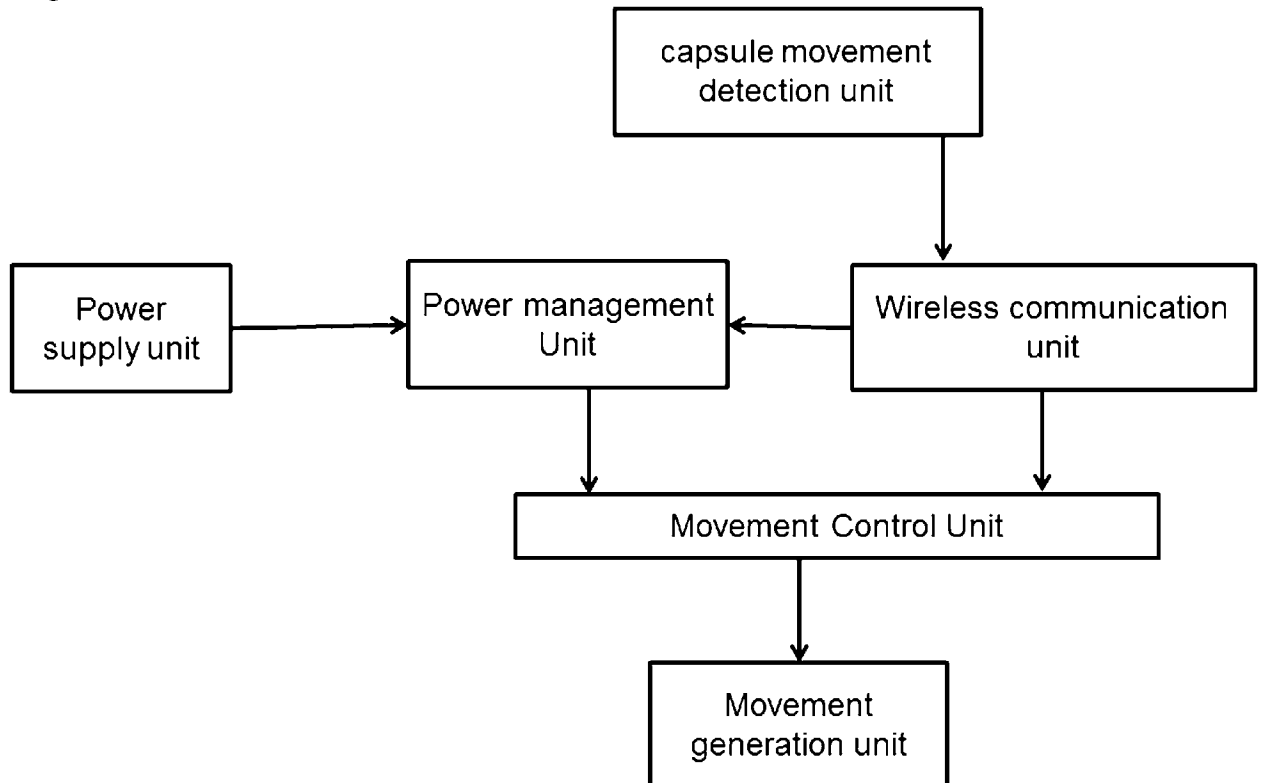 capsule movement
detection unit
Power
supply unit
Power management
Unit
Wireless communication
unit
Movement Control Unit
Movement
generation unit